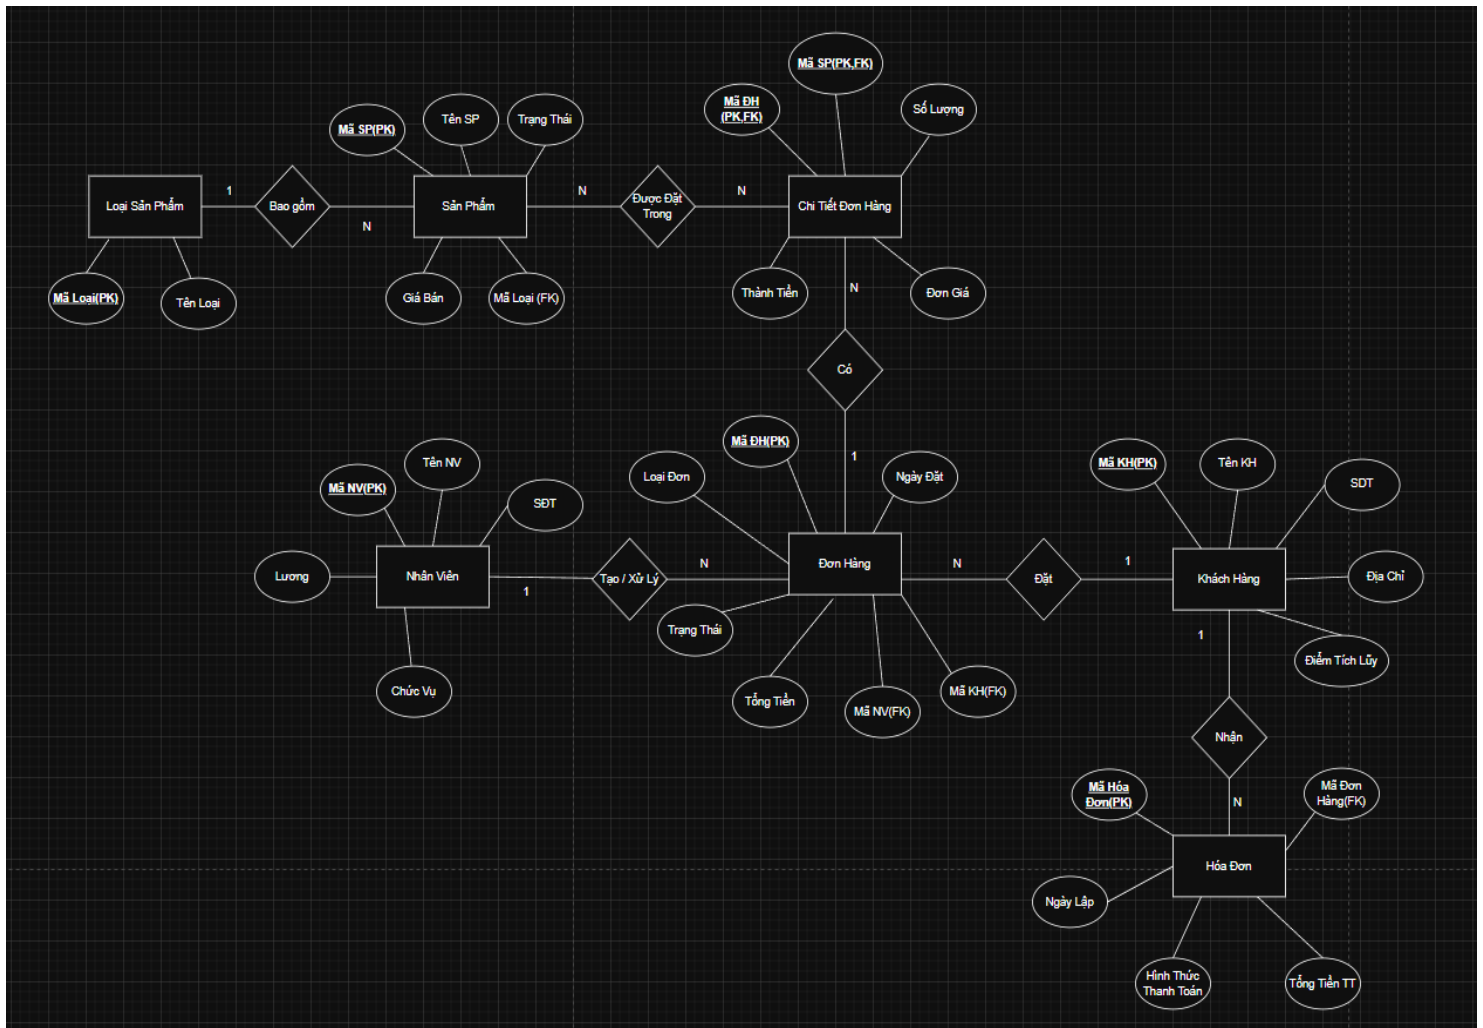 Mã SP(PK,FK)
Mã ĐH
(PK,FK)
Số Lượng
Mã SP(PK)
Tên SP
Trạng Thái
Loại Sản Phẩm
1
Bao gồm
N
Sản Phẩm
N
Được Đặt
Trong
N
Chi Tiết Đơn Hàng
Mã Loại(PK)
Tên Loại
Giá Bán
Mã Loại (FK)
Thành Tiền
N
Đơn Giá
Có
Mã ĐH(PK)
1
Loại Đơn
Ngày Đặt
Mã NV(PK)
Tên NV
SĐT
Mã KH(PK)
Tên KH
SDT
Lương
Nhân Viên
1
Tạo / Xử Lý
N
Đơn Hàng
N
Đặt
1
Khách Hàng
Địa Chỉ
Trạng Thái
1
Điểm Tích Lũy
Chức Vụ
Tổng Tiền
Mã NV(FK)
Mã KH(FK)
Nhận
Mã Hóa
Đơn(PK)
N
Mã Đơn
Hàng(FK)
Hóa Đơn
Ngày Lập
Hình Thức
Thanh Toán
Tổng Tiền TT